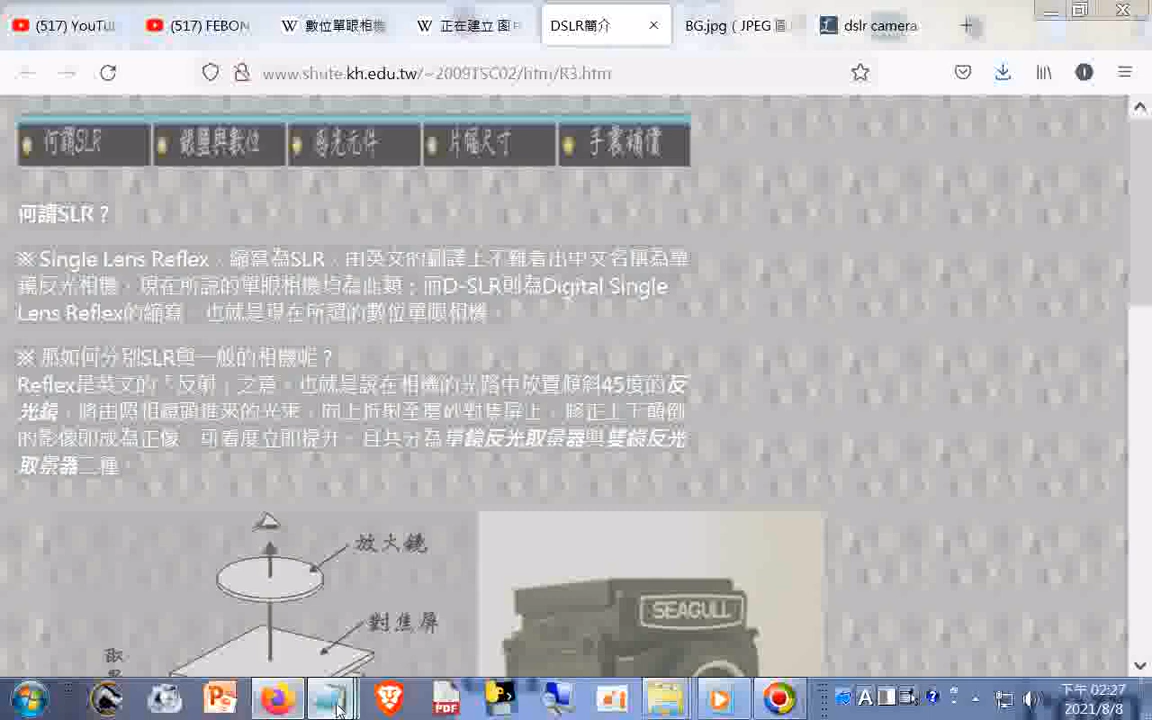 (517) YouTu
(517) FEBON
數位單眼相機
正在建立 圖
DSLR簡介
BG.jpg ( JPEG 圖
dslr camera
www.shute.kh.edu.tw/~2009TSC02/htm/R3.htm
何謂SLR
銀鹽與數位
感光元件
片幅尺寸
手震補償
何謂SLR？
※ Single Lens Reflex，縮寫為SLR，由英文的翻譯上不難看出中文名稱為單
鏡反光相機，現在所說的單眼相機均為此類；而D-SLR則為Digital Single
Lens Reflex的縮寫，也就是現在所謂的數位單眼相機。
※ 那如何分別SLR與一般的相機呢？
Reflex是英文的「反射」之意。也就是說在相機的光路中放置傾斜45度的反
光鏡，將由照相鏡頭進來的光束，向上折射至磨砂對焦屏上，將正上下顛倒
的影像即成為正像，可看度立即提升。且共分為單鏡反光取景器與雙鏡反光
取景器二種。
放大鏡
對焦屏
取
SEAGULL
PDF
下午 02:27
2021/8/8